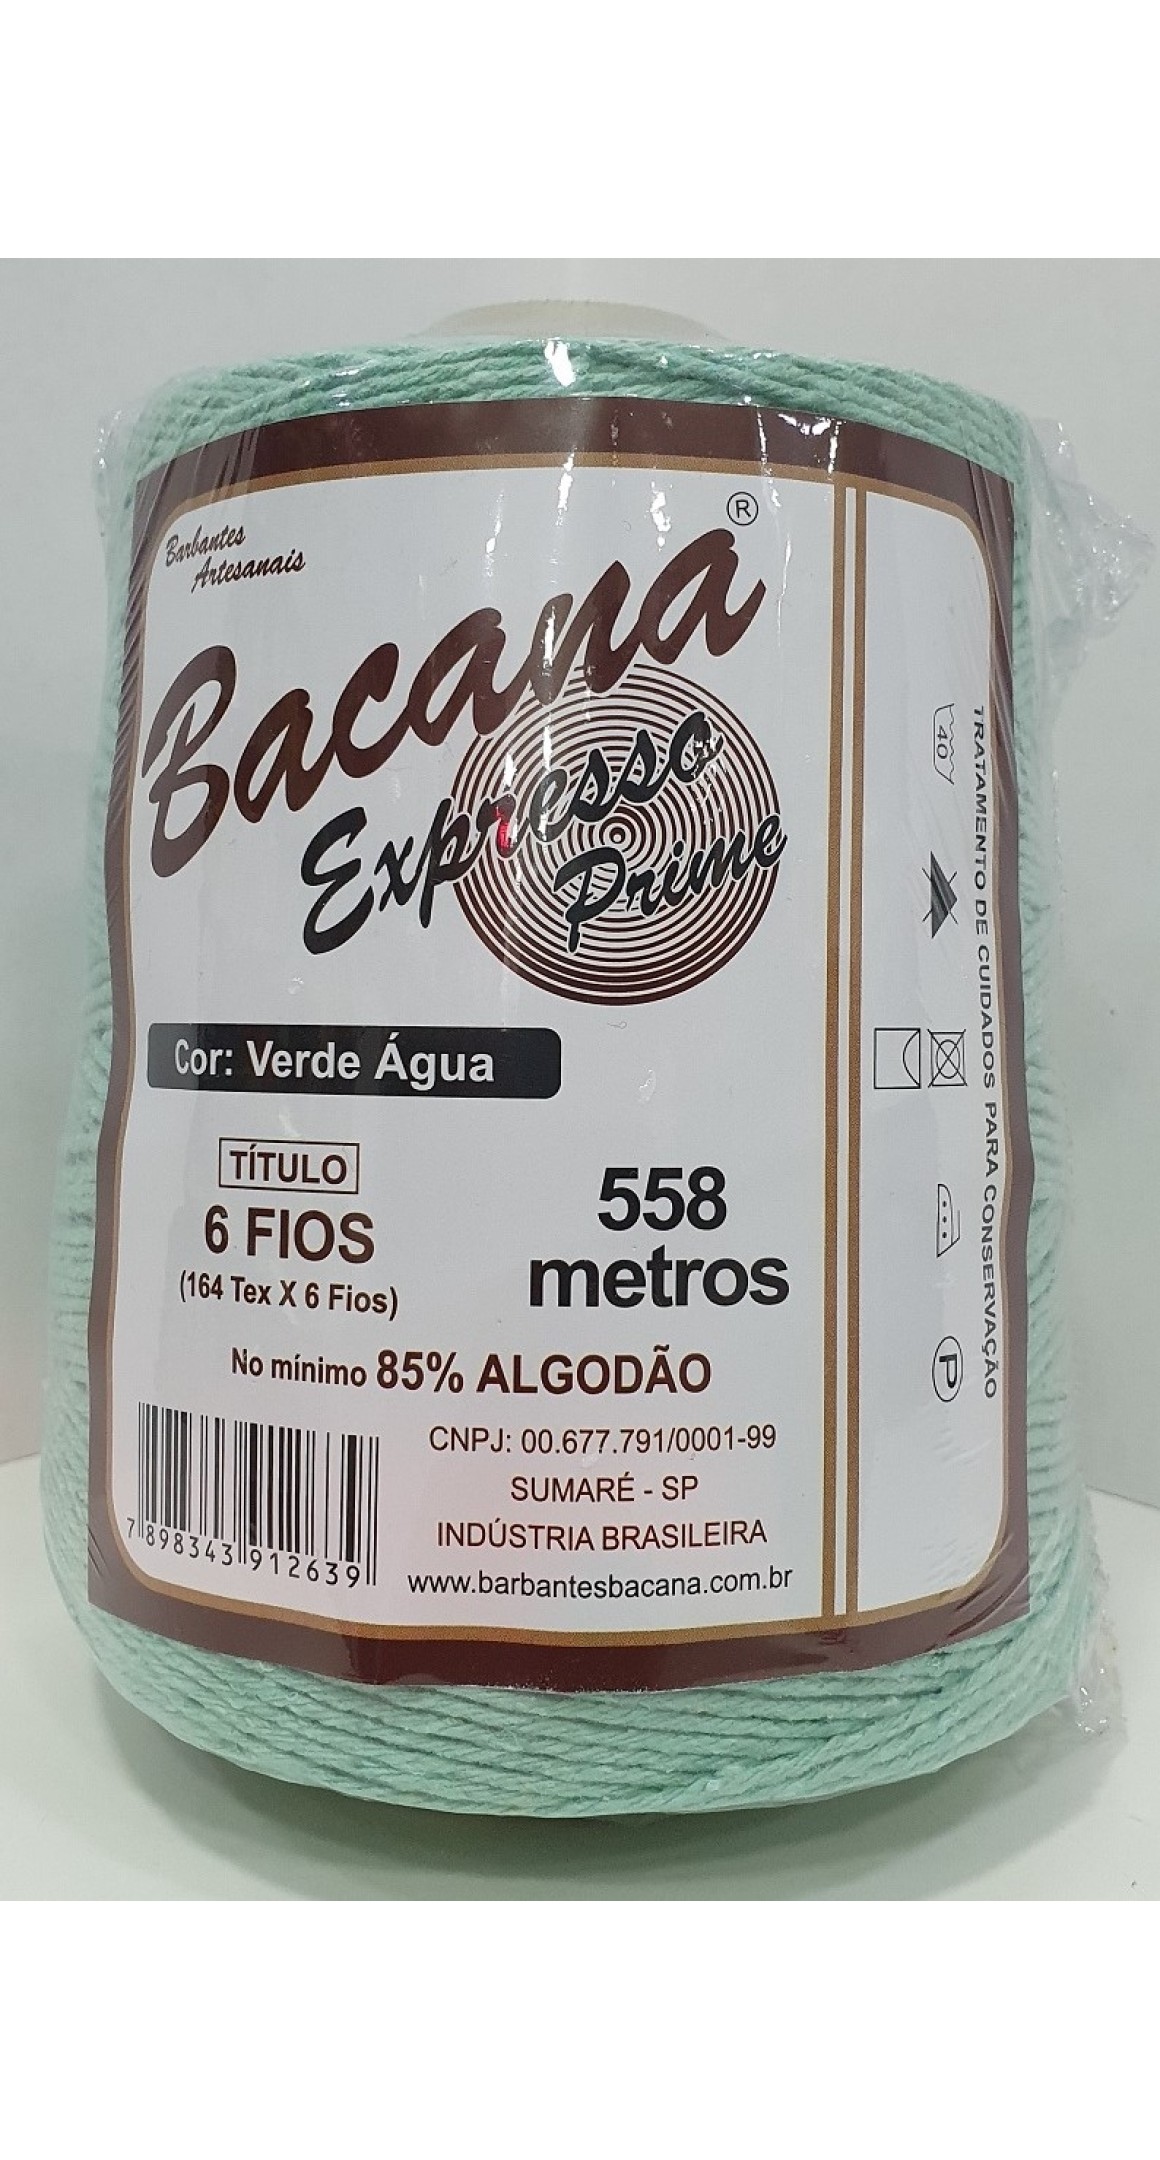 Barbantes
Artesanais
Bacana®
Expresso
Prime
Cor: Verde Água
TÍTULO
6 FIOS
(164 Tex X 6 Fios)
558
metros
No mínimo 85% ALGODÃO
7 898343 912639
CNPJ: 00.677.791/0001-99
SUMARÉ - SP
INDÚSTRIA BRASILEIRA
www.barbantesbacana.com.br
TRATAMENTO DE CUIDADOS PARA CONSERVAÇÃO
40
P